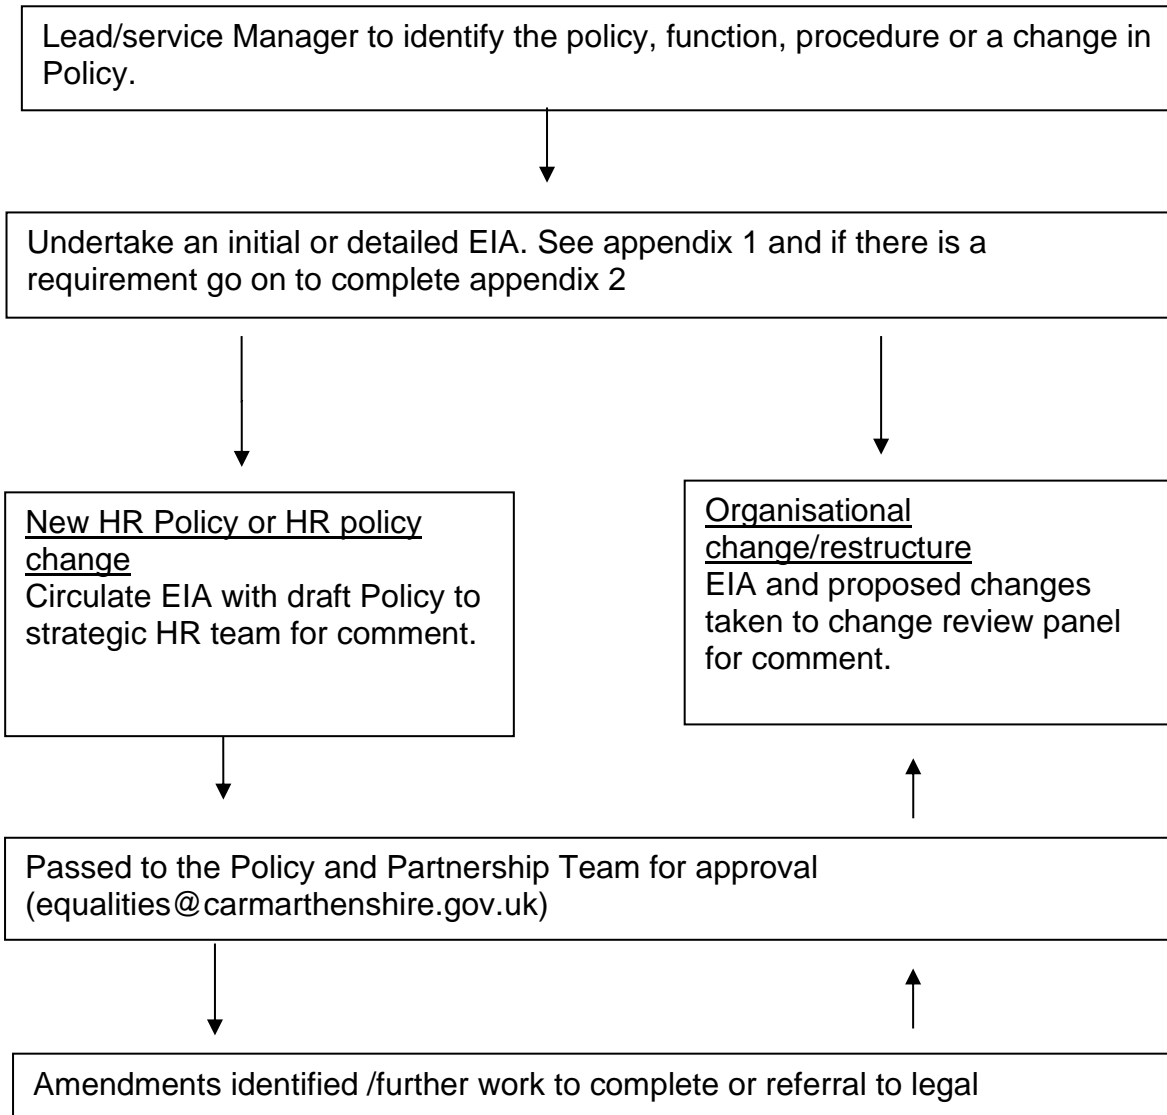 Lead/service Manager to identify the policy, function, procedure or a change in
Policy.
Undertake an initial or detailed EIA. See appendix 1 and if there is a
requirement go on to complete appendix 2
New HR Policy or HR policy
change
Circulate EIA with draft Policy to
strategic HR team for comment.
Organisational
change/restructure
EIA and proposed changes
taken to change review panel
for comment.
Passed to the Policy and Partnership Team for approval
(equalities@carmarthenshire.gov.uk)
Amendments identified /further work to complete or referral to legal